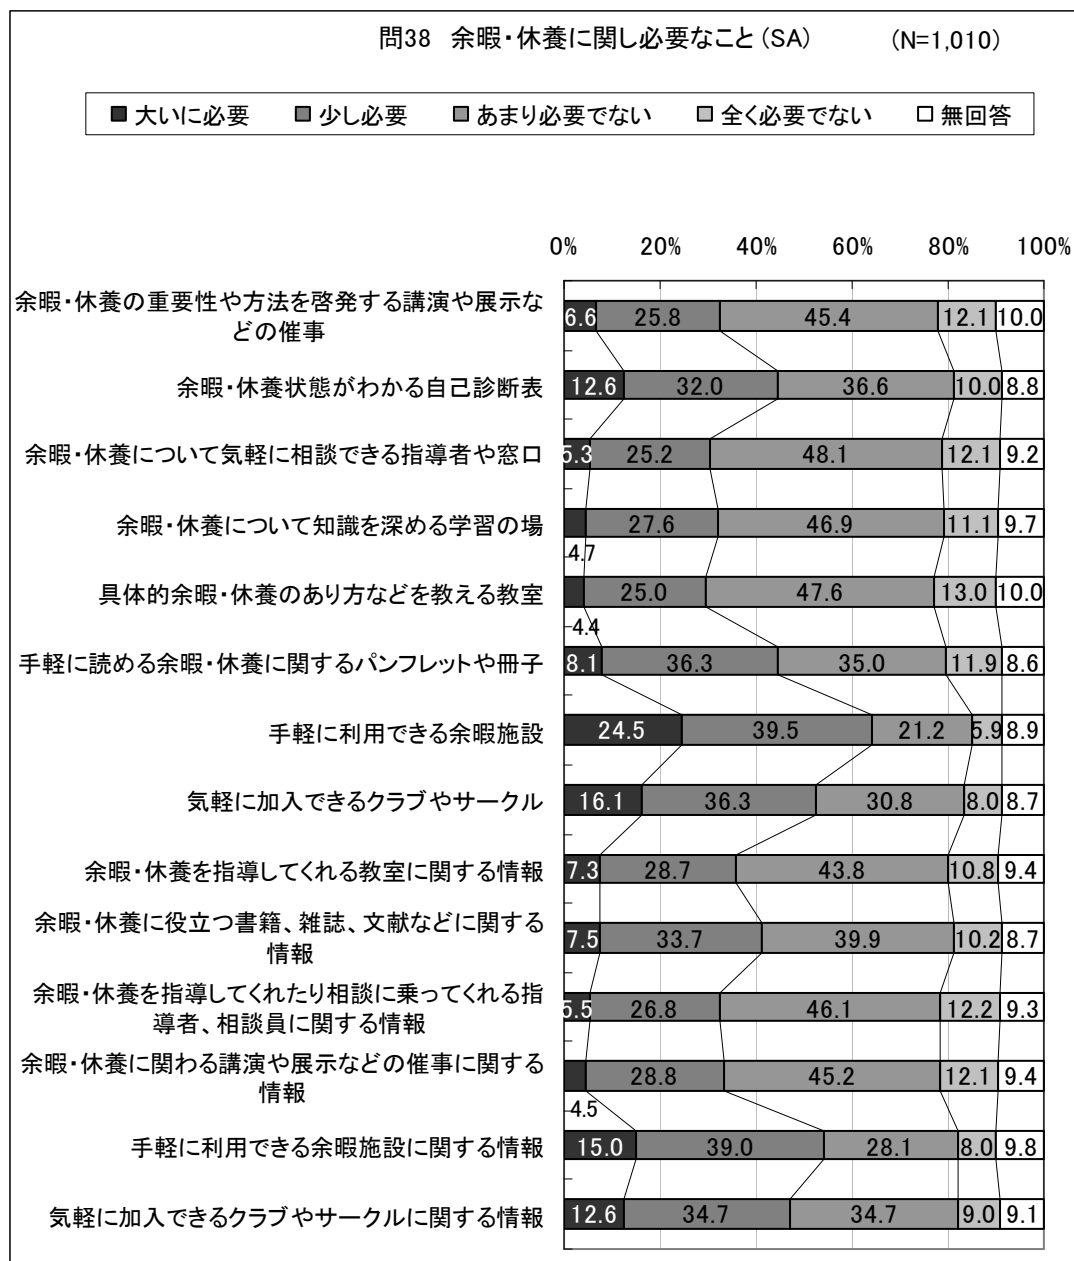 問38 余暇・休養に関し必要なこと(SA) (N=1,010)
大いに必要 少し必要 あまり必要でない 全く必要でない 無回答
0% 20% 40% 60% 80% 100%
余暇・休養の重要性や方法を啓発する講演や展示な
どの催事
6.6 25.8 45.4 12.1 10.0
余暇・休養状態がわかる自己診断表
12.6 32.0 36.6 10.0 8.8
余暇・休養について気軽に相談できる指導者や窓口
5.3 25.2 48.1 12.1 9.2
余暇・休養について知識を深める学習の場
27.6 46.9 11.1 9.7
4.7
具体的余暇・休養のあり方などを教える教室
25.0 47.6 13.0 10.0
4.4
手軽に読める余暇・休養に関するパンフレットや冊子
8.1 36.3 35.0 11.9 8.6
手軽に利用できる余暇施設
24.5 39.5 21.2 5.9 8.9
気軽に加入できるクラブやサークル
16.1 36.3 30.8 8.0 8.7
余暇・休養を指導してくれる教室に関する情報
7.3 28.7 43.8 10.8 9.4
余暇・休養に役立つ書籍、雑誌、文献などに関する
情報
7.5 33.7 39.9 10.2 8.7
余暇・休養を指導してくれたり相談に乗ってくれる指
導者、相談員に関する情報
5.5 26.8 46.1 12.2 9.3
余暇・休養に関わる講演や展示などの催事に関する
情報
28.8 45.2 12.1 9.4
4.5
手軽に利用できる余暇施設に関する情報
15.0 39.0 28.1 8.0 9.8
気軽に加入できるクラブやサークルに関する情報
12.6 34.7 34.7 9.0 9.1